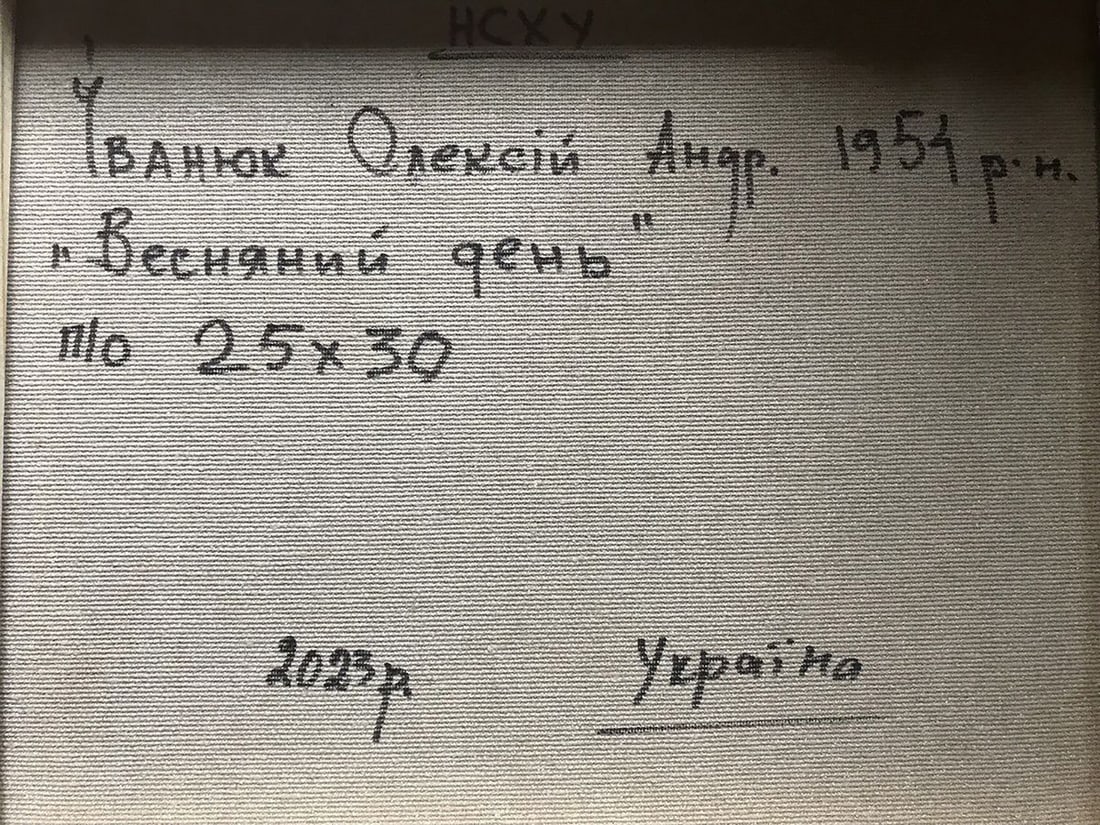 НСХУ
Іванюк Олексій Андр. 1954 р.н.
"Весняний день"
п/о 25х30
2023р. Україна